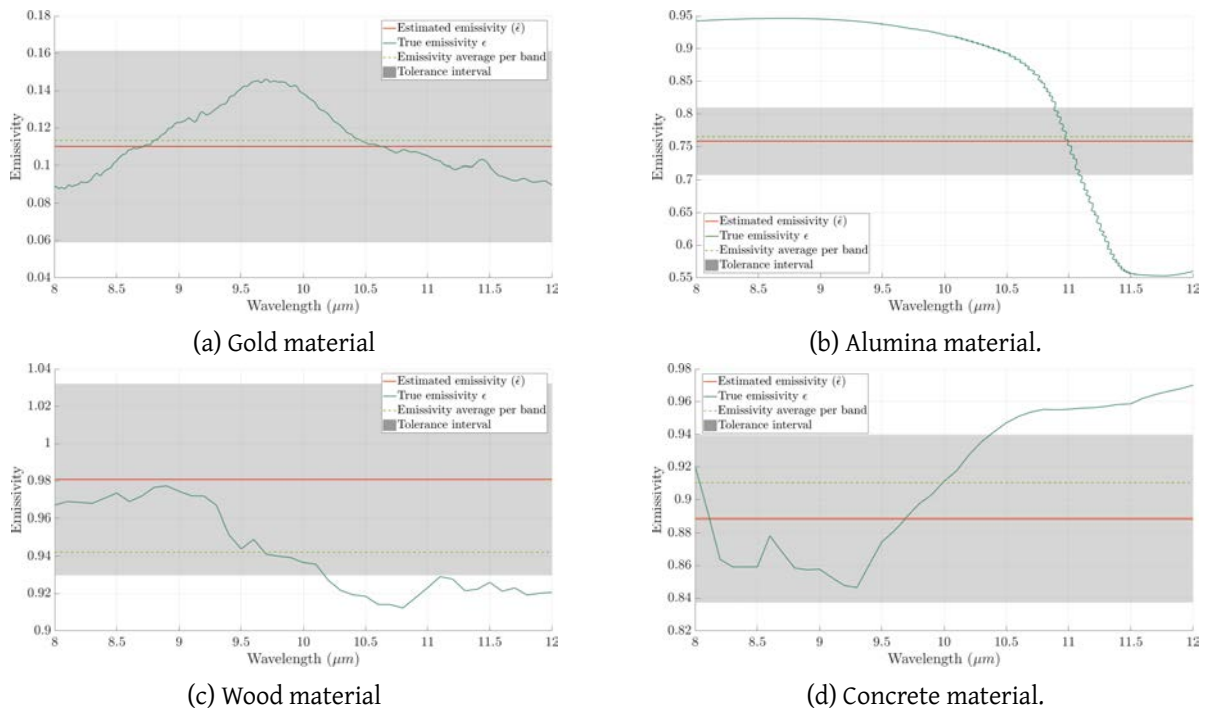 0.18
0.16
0.14
0.12
0.1
0.08
0.06
0.04
Emissivity
Estimated emissivity (ε̂)
True emissivity ϵ
Emissivity average per band
Tolerance interval
8 8.5 9 9.5 10 10.5 11 11.5 12
Wavelength (μm)
(a) Gold material
0.95
0.9
0.85
0.8
0.75
0.7
0.65
0.6
0.55
Emissivity
Estimated emissivity (ε̂)
True emissivity ϵ
Emissivity average per band
Tolerance interval
8 8.5 9 9.5 10 10.5 11 11.5 12
Wavelength (μm)
(b) Alumina material.
1.04
1.02
1
0.98
0.96
0.94
0.92
0.9
Emissivity
Estimated emissivity (ε̂)
True emissivity ϵ
Emissivity average per band
Tolerance interval
8 8.5 9 9.5 10 10.5 11 11.5 12
Wavelength (μm)
(c) Wood material
0.98
0.96
0.94
0.92
0.9
0.88
0.86
0.84
0.82
Emissivity
Estimated emissivity (ε̂)
True emissivity ϵ
Emissivity average per band
Tolerance interval
8 8.5 9 9.5 10 10.5 11 11.5 12
Wavelength (μm)
(d) Concrete material.